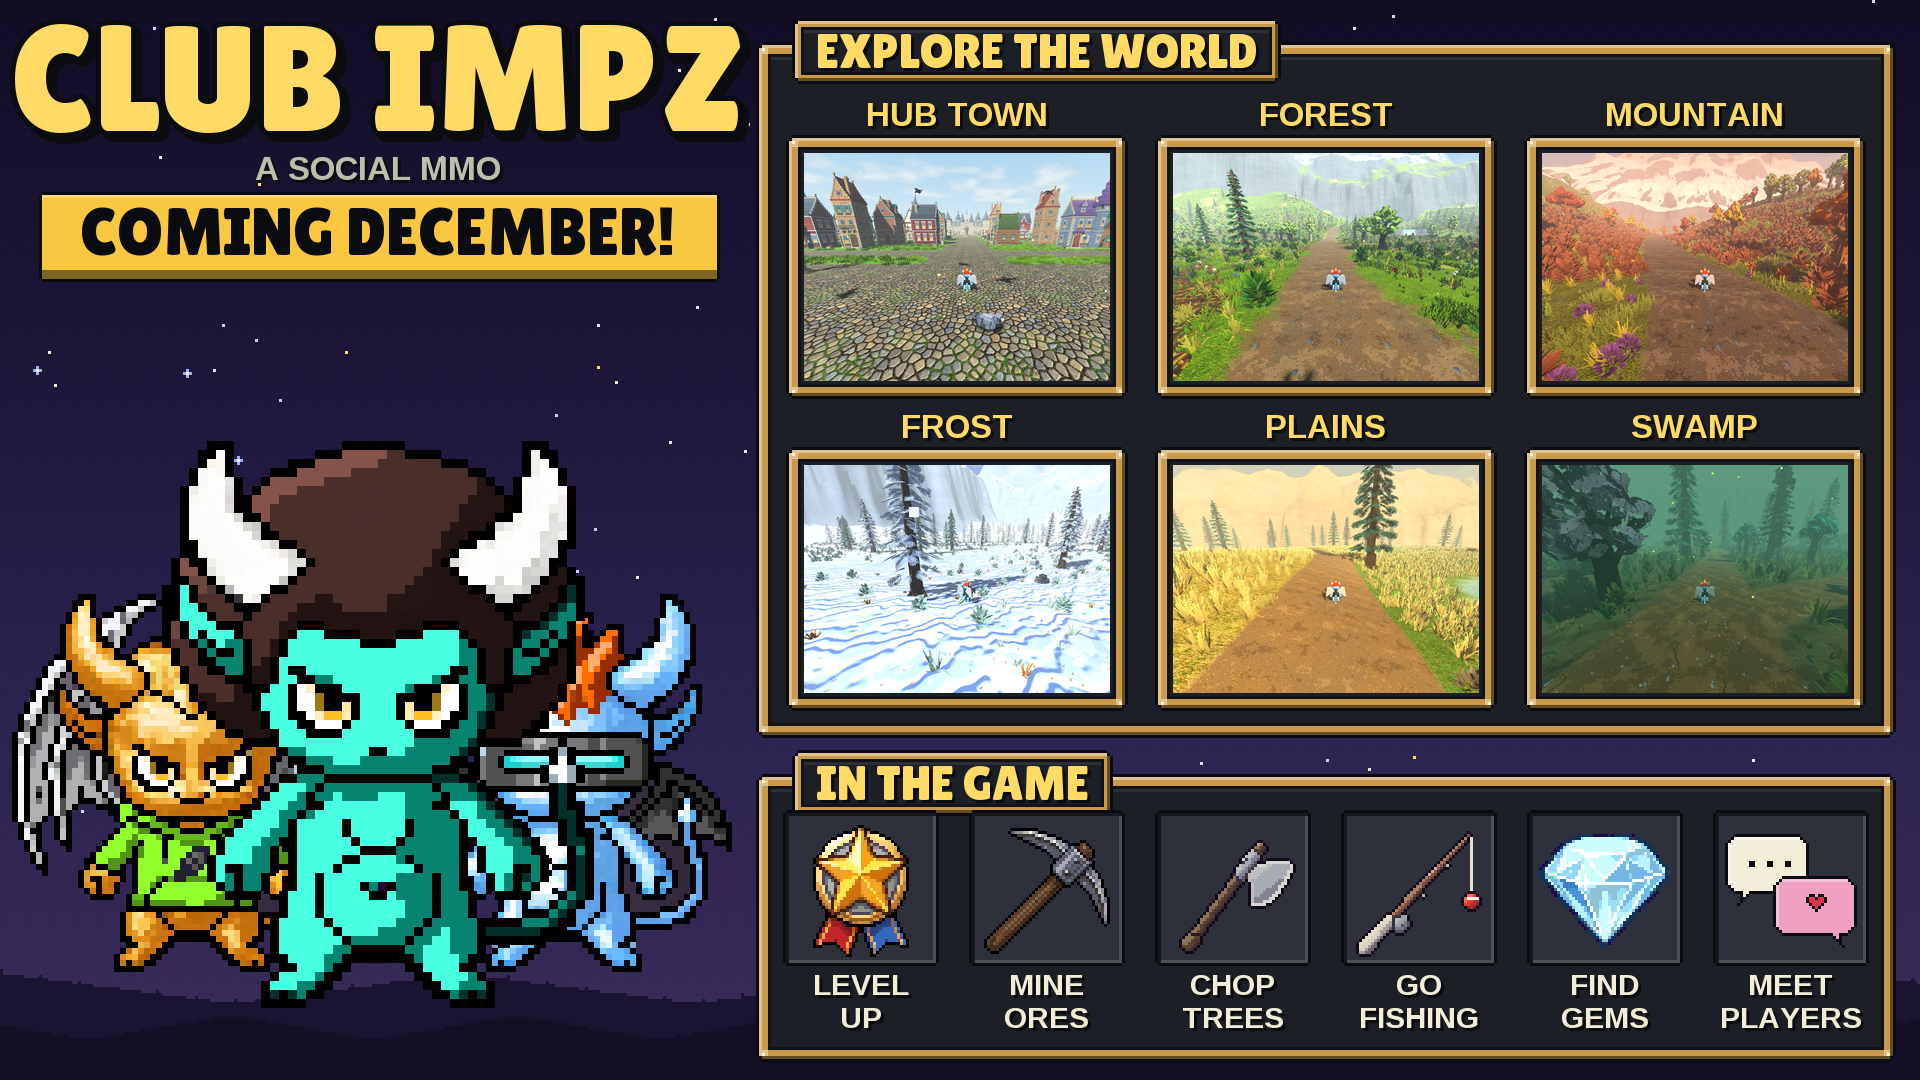 CLUB IMPZ
A SOCIAL MMO
COMING DECEMBER!
EXPLORE THE WORLD
HUB TOWN
FOREST
MOUNTAIN
FROST
PLAINS
SWAMP
IN THE GAME
LEVEL
UP
MINE
ORES
CHOP
TREES
GO
FISHING
FIND
GEMS
MEET
PLAYERS